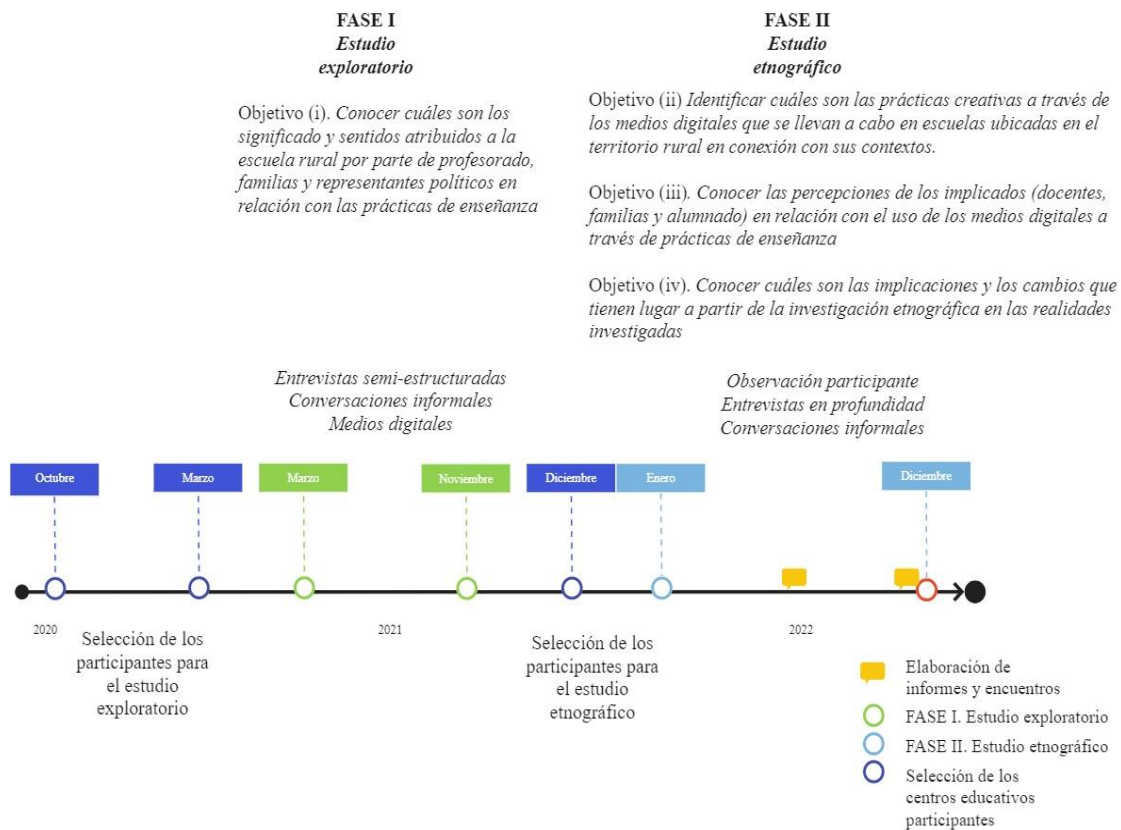 FASE I
Estudio
exploratorio
Objetivo (i). Conocer cuáles son los
significado y sentidos atribuidos a la
escuela rural por parte de profesorado,
familias y representantes políticos en
relación con las prácticas de enseñanza
FASE II
Estudio
etnográfico
Objetivo (ii) Identificar cuáles son las prácticas creativas a través de
los medios digitales que se llevan a cabo en escuelas ubicadas en el
territorio rural en conexión con sus contextos.
Objetivo (iii). Conocer las percepciones de los implicados (docentes,
familias y alumnado) en relación con el uso de los medios digitales a
través de prácticas de enseñanza
Objetivo (iv). Conocer cuáles son las implicaciones y los cambios que
tienen lugar a partir de la investigación etnográfica en las realidades
investigadas
Entrevistas semi-estructuradas
Conversaciones informales
Medios digitales
Observación participante
Entrevistas en profundidad
Conversaciones informales
Octubre
Marzo
Marzo
Noviembre
Diciembre
Enero
Diciembre
2020
2021
2022
Selección de los
participantes para
el estudio
exploratorio
Selección de los
participantes para
el estudio
etnográfico
Elaboración de
informes y encuentros
FASE I. Estudio exploratorio
FASE II. Estudio etnográfico
Selección de los
centros educativos
participantes